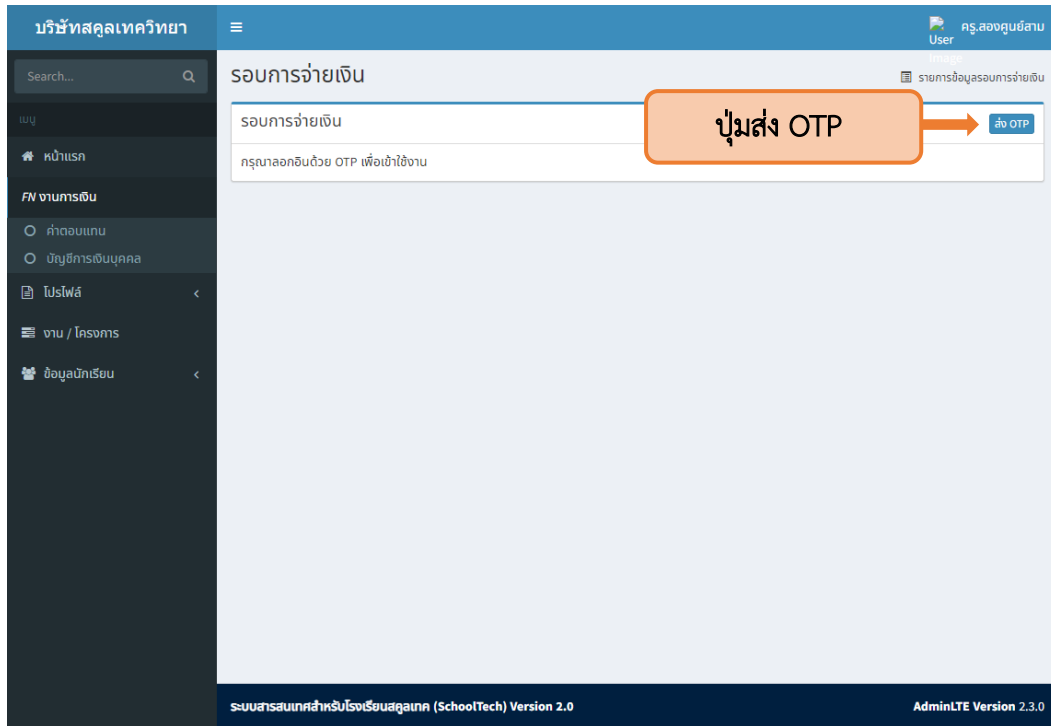 บริษัทสคูลเทควิทยา
User Image
ครู.สองศูนย์สาม
Search...
รอบการจ่ายเงิน
รายการข้อมูลรอบการจ่ายเงิน
เมนู
รอบการจ่ายเงิน
ปุ่มส่ง OTP
ส่ง OTP
หน้าแรก
กรุณาลอกอินด้วย OTP เพื่อเข้าใช้งาน
FN งานการเงิน
ค่าตอบแทน
บัญชีการเงินบุคคล
โปรไฟล์
งาน / โครงการ
ข้อมูลนักเรียน
ระบบสารสนเทศสำหรับโรงเรียนสคูลเทค (SchoolTech) Version 2.0
AdminLTE Version 2.3.0